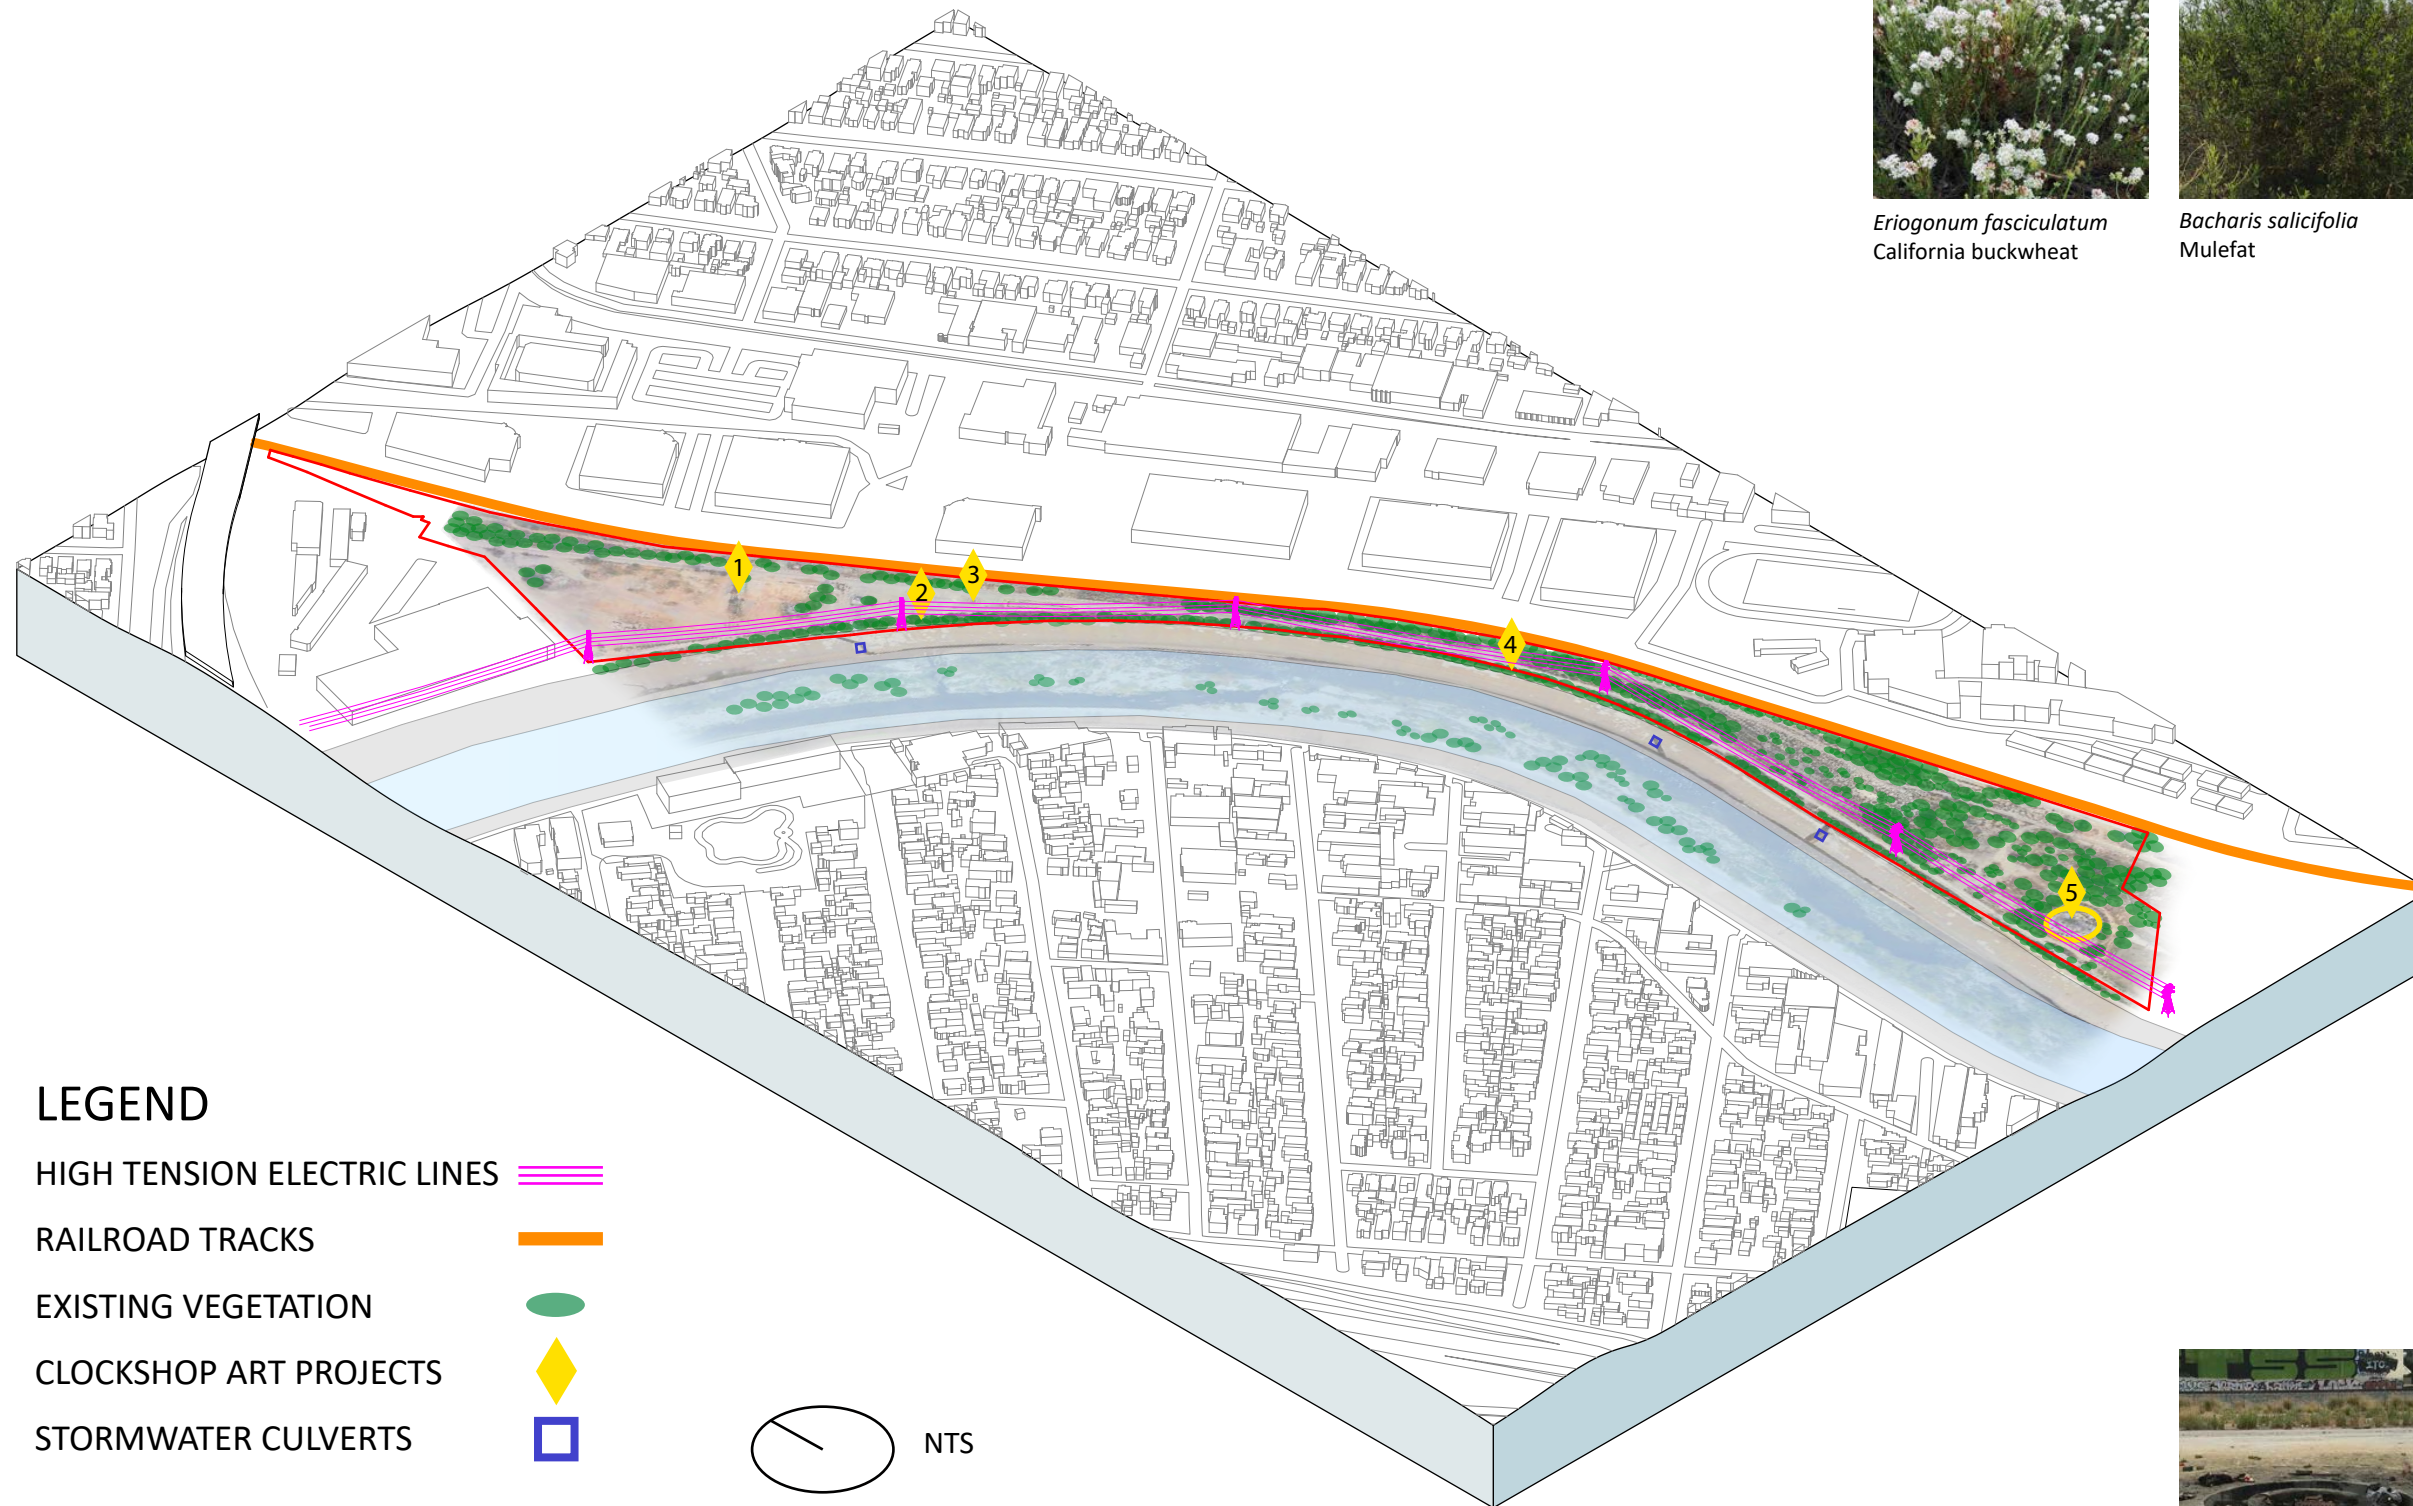 Eriogonum fasciculatum
California buckwheat
Bacharis salicifolia
Mulefat
1
2
3
4
5
LEGEND
HIGH TENSION ELECTRIC LINES
RAILROAD TRACKS
EXISTING VEGETATION
CLOCKSHOP ART PROJECTS
STORMWATER CULVERTS
NTS